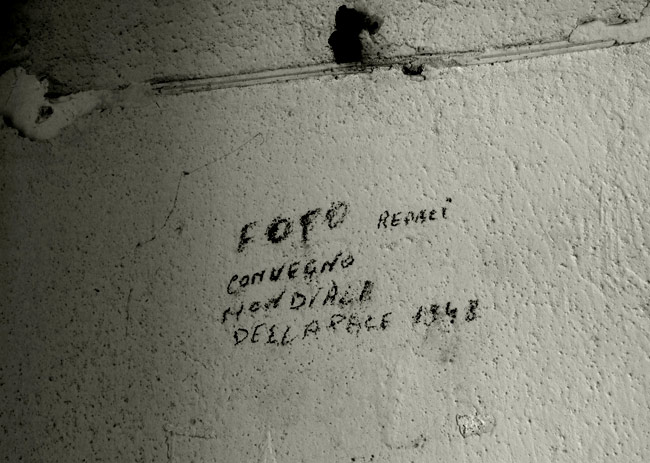 FOTO REPACI
CONVEGNO
MONDIALE
DELLA PACE 1948